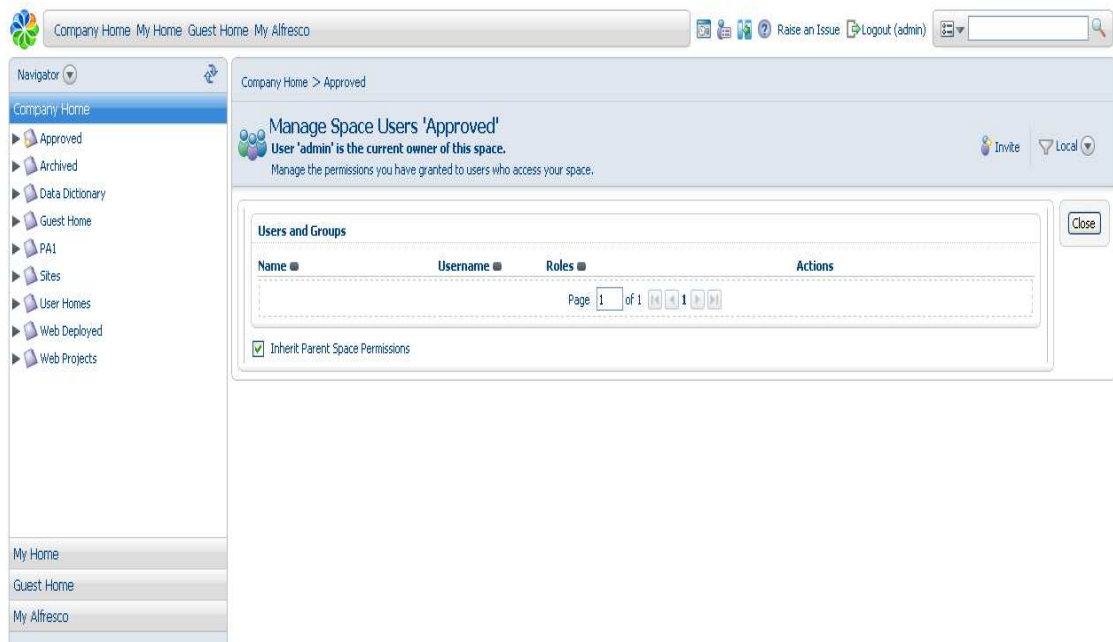 Company Home My Home Guest Home My Alfresco
Raise an Issue Logout (admin)
Navigator
Company Home
Approved
Archived
Data Dictionary
Guest Home
PA1
Sites
User Homes
Web Deployed
Web Projects
My Home
Guest Home
My Alfresco
Company Home > Approved
Manage Space Users 'Approved'
User 'admin' is the current owner of this space.
Manage the permissions you have granted to users who access your space.
Invite
Local
Close
Users and Groups
Name Username Roles Actions
Page 1 of 1 1
Inherit Parent Space Permissions